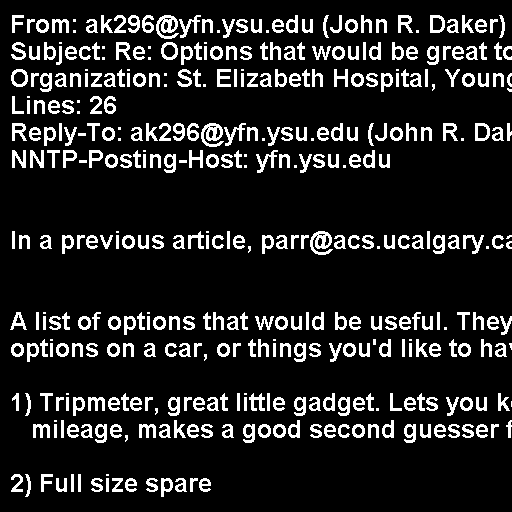 From: ak296@yfn.ysu.edu (John R. Daker)
Subject: Re: Options that would be great to
Organization: St. Elizabeth Hospital, Young
Lines: 26
Reply-To: ak296@yfn.ysu.edu (John R. Dak
NNTP-Posting-Host: yfn.ysu.edu
In a previous article, parr@acs.ucalgary.ca
A list of options that would be useful. They
options on a car, or things you'd like to hav
1) Tripmeter, great little gadget. Lets you k
mileage, makes a good second guesser f
2) Full size spare